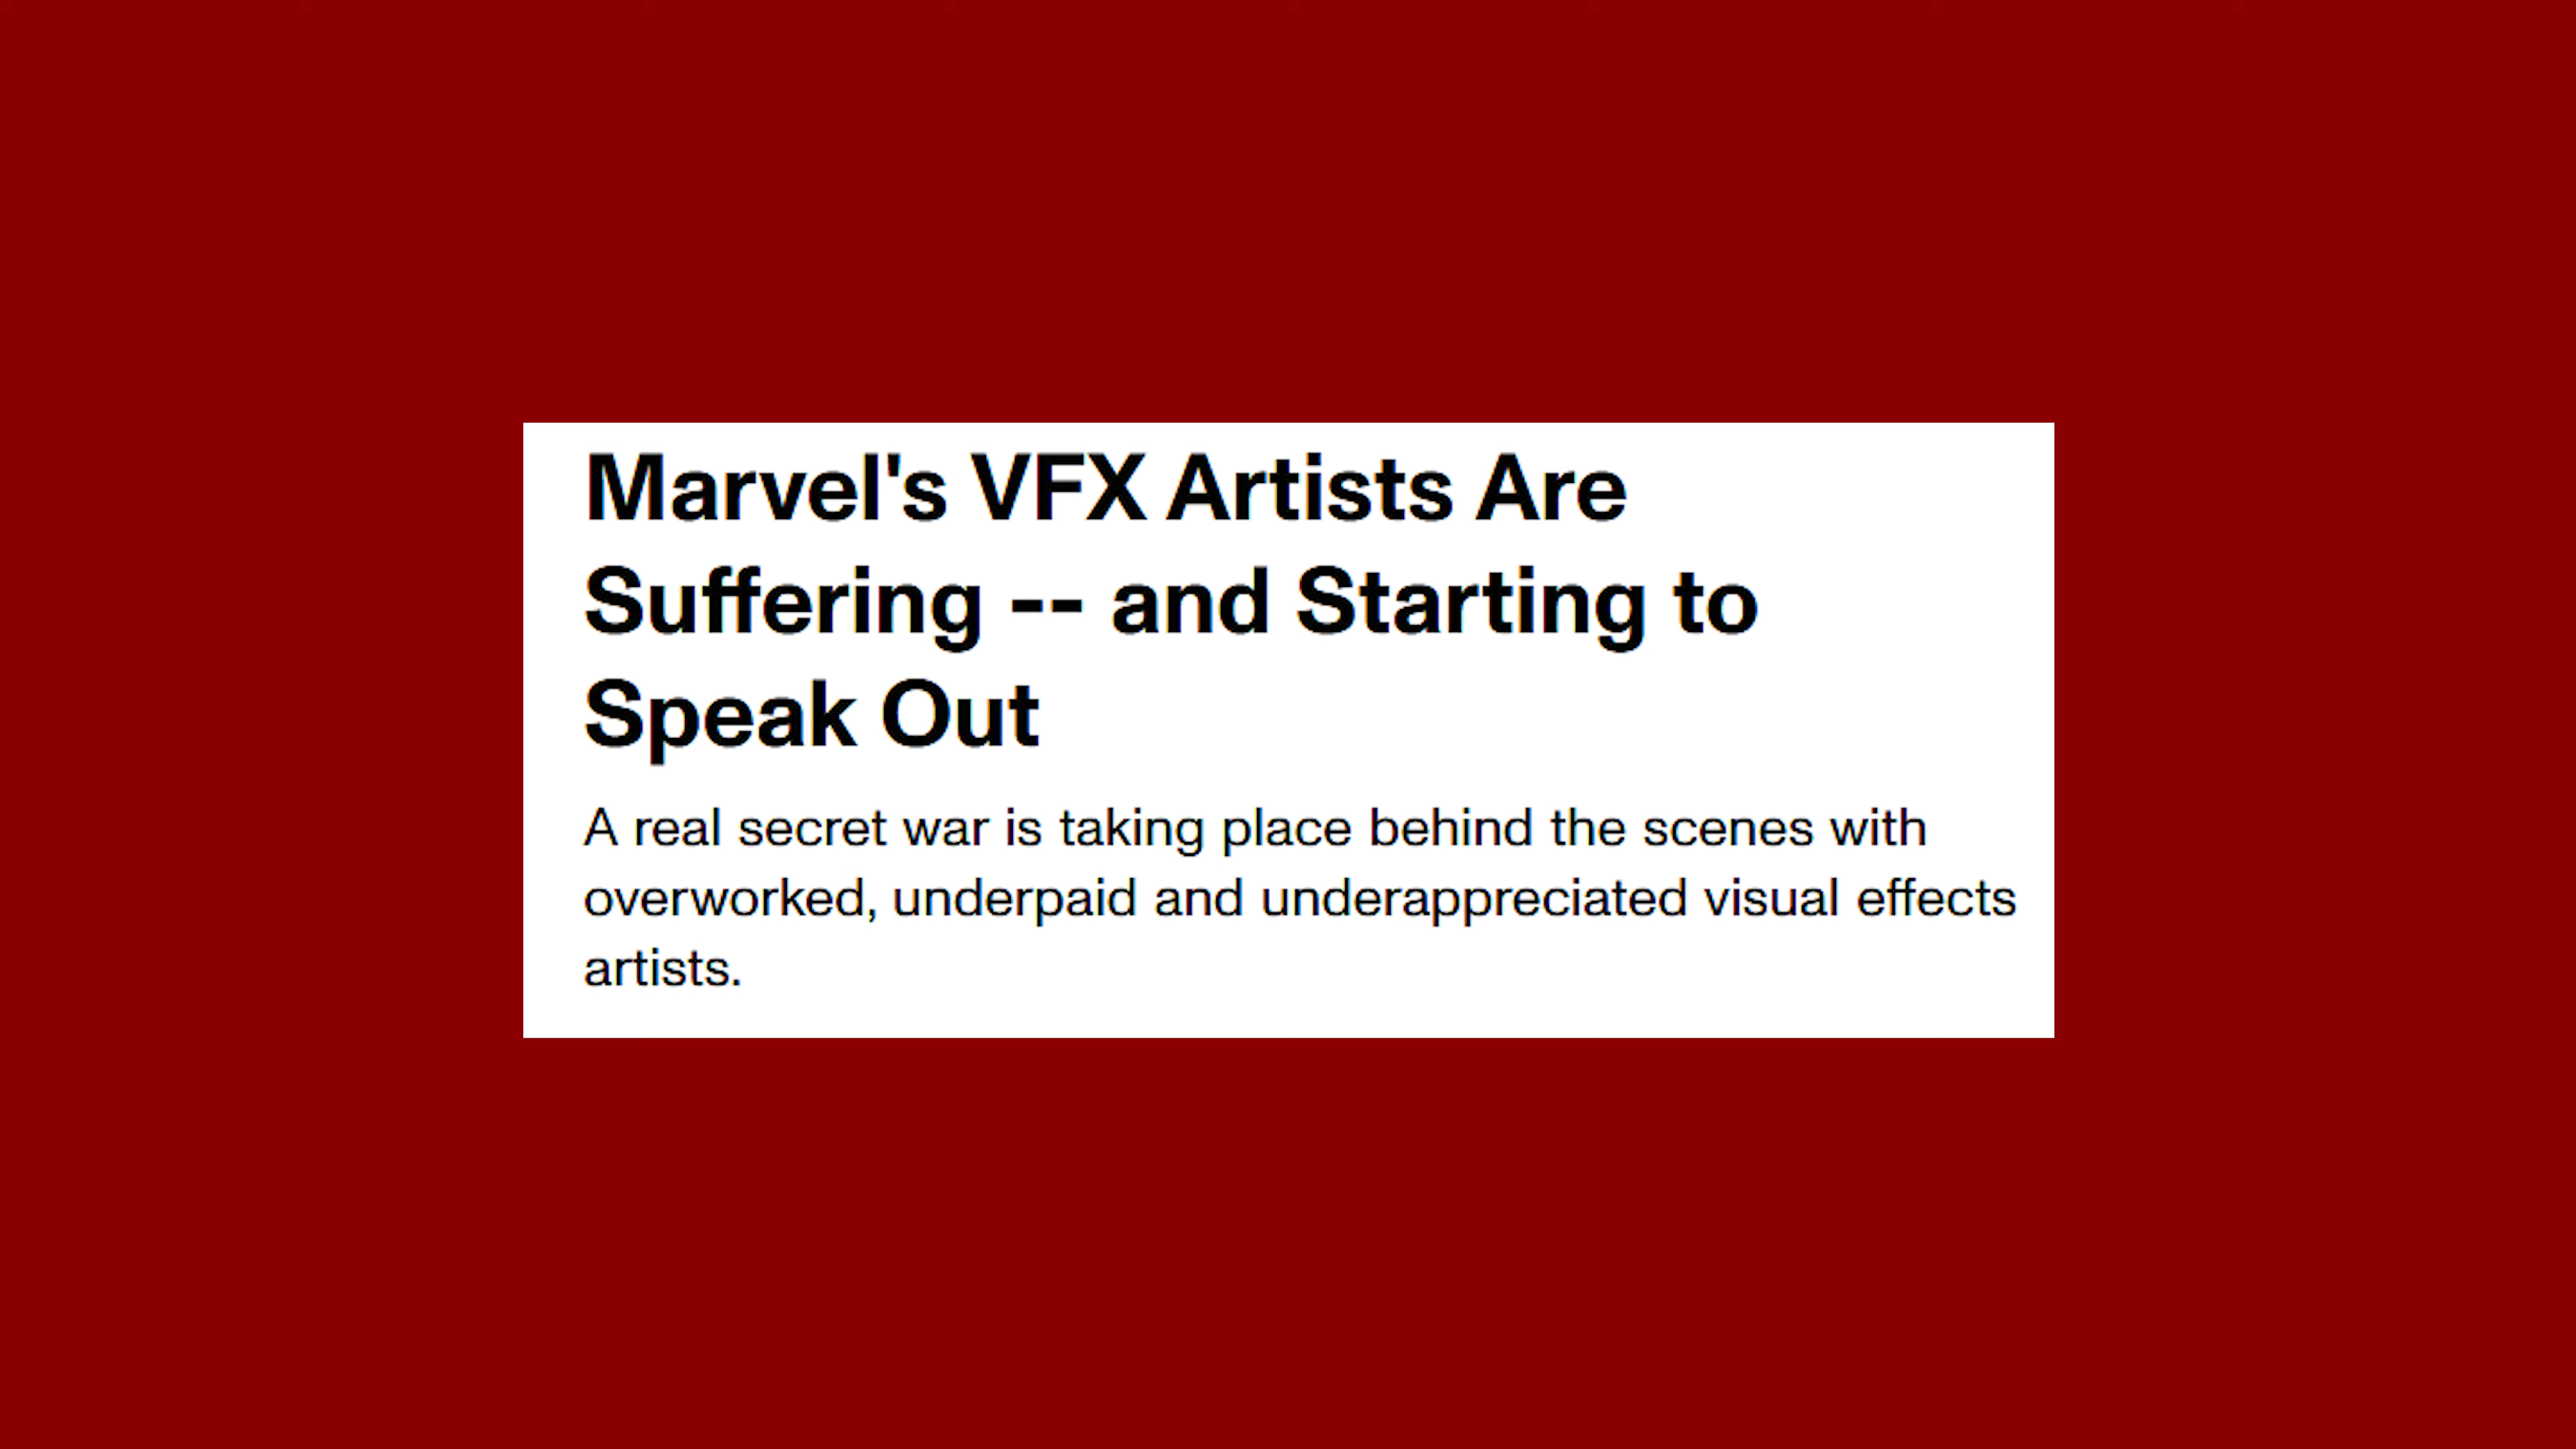 Marvel's VFX Artists Are
Suffering -- and Starting to
Speak Out
A real secret war is taking place behind the scenes with
overworked, underpaid and underappreciated visual effects
artists.